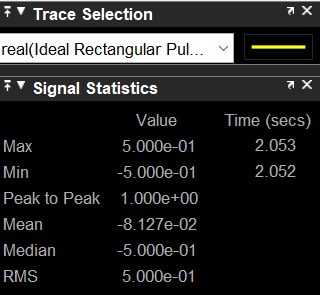 Trace Selection
real(Ideal Rectangular Pul...
Signal Statistics
Value Time (secs)
Max 5.000e-01 2.053
Min -5.000e-01 2.052
Peak to Peak 1.000e+00
Mean -8.127e-02
Median -5.000e-01
RMS 5.000e-01